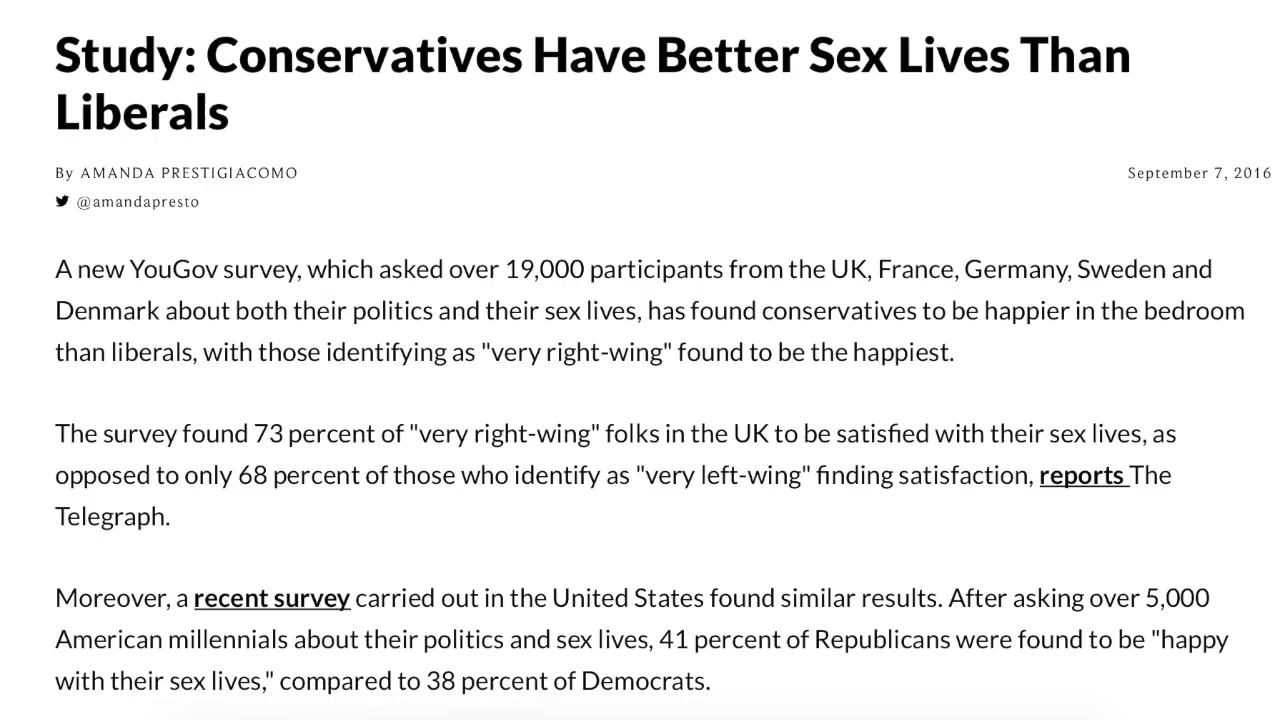 Study: Conservatives Have Better Sex Lives Than
Liberals
By AMANDA PRESTIGIACOMO
September 7, 2016
@amandapresto
A new YouGov survey, which asked over 19,000 participants from the UK, France, Germany, Sweden and
Denmark about both their politics and their sex lives, has found conservatives to be happier in the bedroom
than liberals, with those identifying as "very right-wing" found to be the happiest.
The survey found 73 percent of "very right-wing" folks in the UK to be satisfied with their sex lives, as
opposed to only 68 percent of those who identify as "very left-wing" finding satisfaction, reports The
Telegraph.
Moreover, a recent survey carried out in the United States found similar results. After asking over 5,000
American millennials about their politics and sex lives, 41 percent of Republicans were found to be "happy
with their sex lives," compared to 38 percent of Democrats.